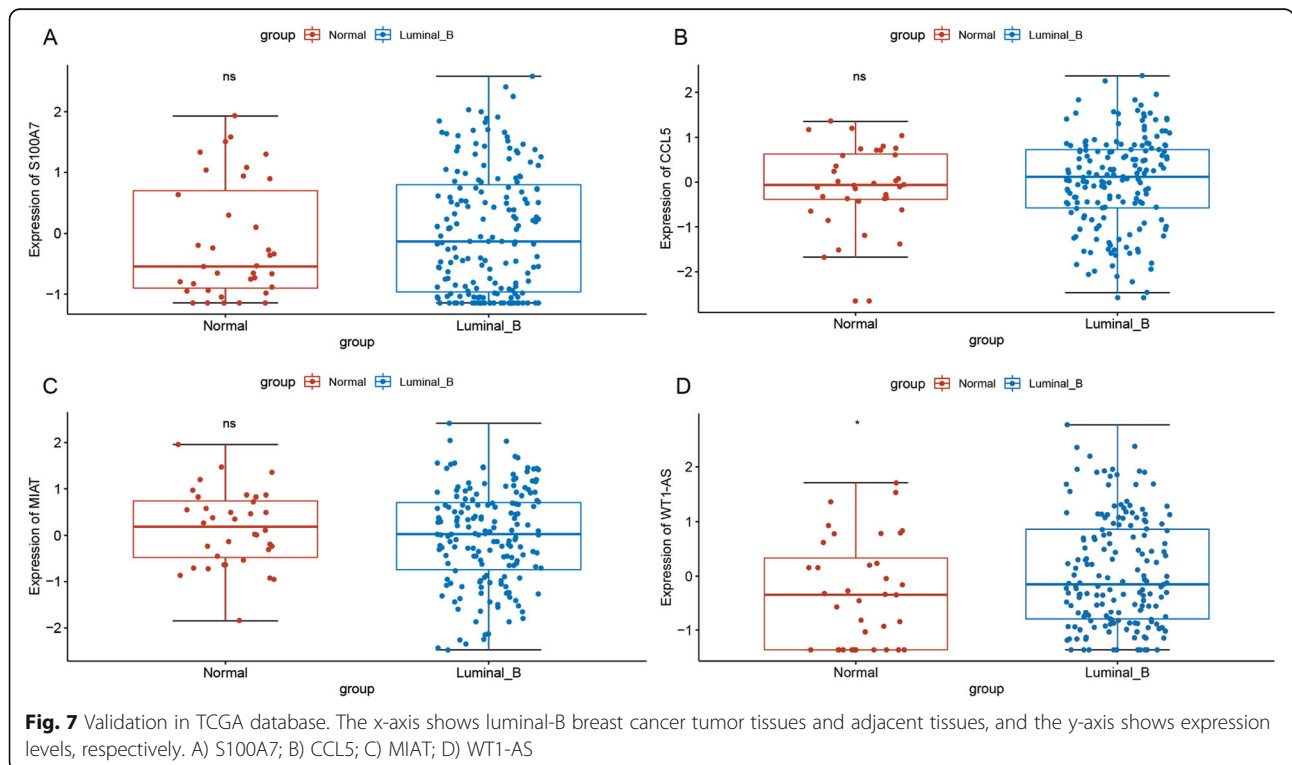 A
group Normal Luminal_B
ns
Expression of S100A7
2
1
0
−1
Normal Luminal_B
group
B
group Normal Luminal_B
ns
Expression of CCL5
2
1
0
−1
−2
Normal Luminal_B
group
C
group Normal Luminal_B
ns
Expression of MIAT
2
1
0
−1
−2
Normal Luminal_B
group
D
group Normal Luminal_B
*
Expression of WT1-AS
2
1
0
−1
Normal Luminal_B
group
Fig. 7 Validation in TCGA database. The x-axis shows luminal-B breast cancer tumor tissues and adjacent tissues, and the y-axis shows expression
levels, respectively. A) S100A7; B) CCL5; C) MIAT; D) WT1-AS